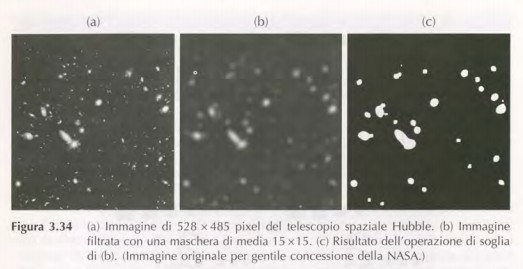 (a) (b) (c)
Figura 3.34 (a) Immagine di 528 × 485 pixel del telescopio spaziale Hubble. (b) Immagine
filtrata con una maschera di media 15 × 15. (c) Risultato dell'operazione di soglia
di (b). (Immagine originale per gentile concessione della NASA.)